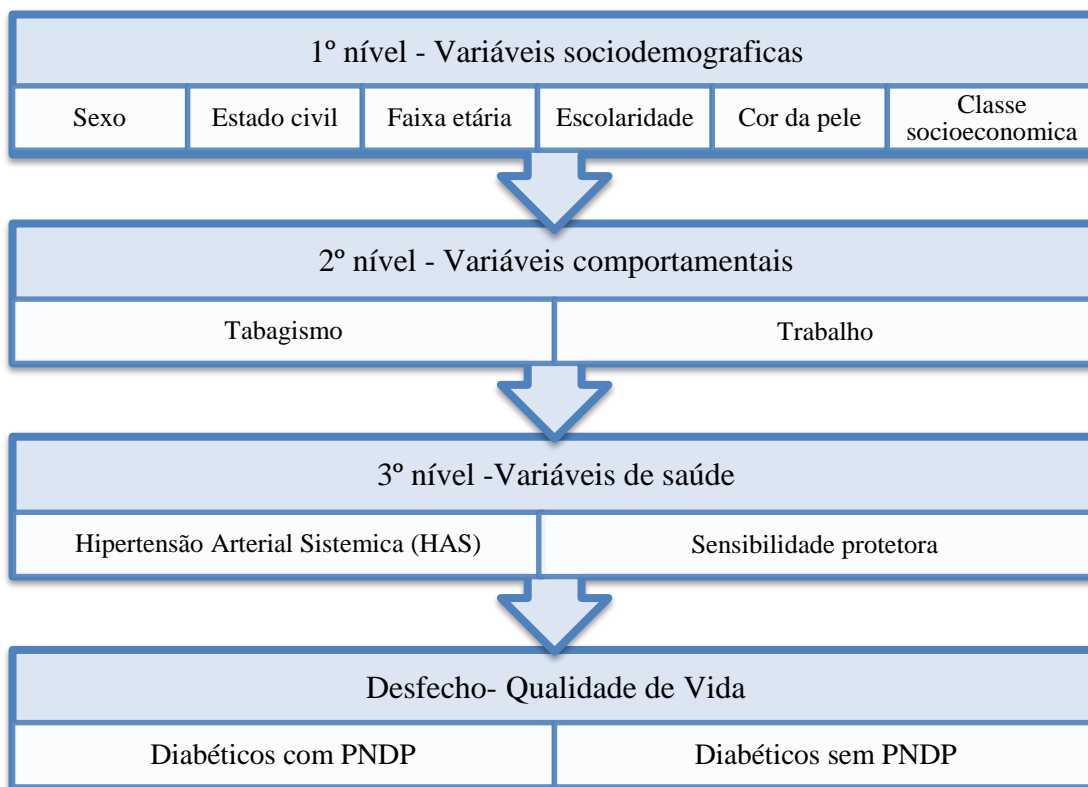 1º nível - Variáveis sociodemograficas
Sexo
Estado civil
Faixa etária
Escolaridade
Cor da pele
Classe
socioeconomica
2º nível - Variáveis comportamentais
Tabagismo
Trabalho
3º nível -Variáveis de saúde
Hipertensão Arterial Sistemica (HAS)
Sensibilidade protetora
Desfecho- Qualidade de Vida
Diabéticos com PNDP
Diabéticos sem PNDP